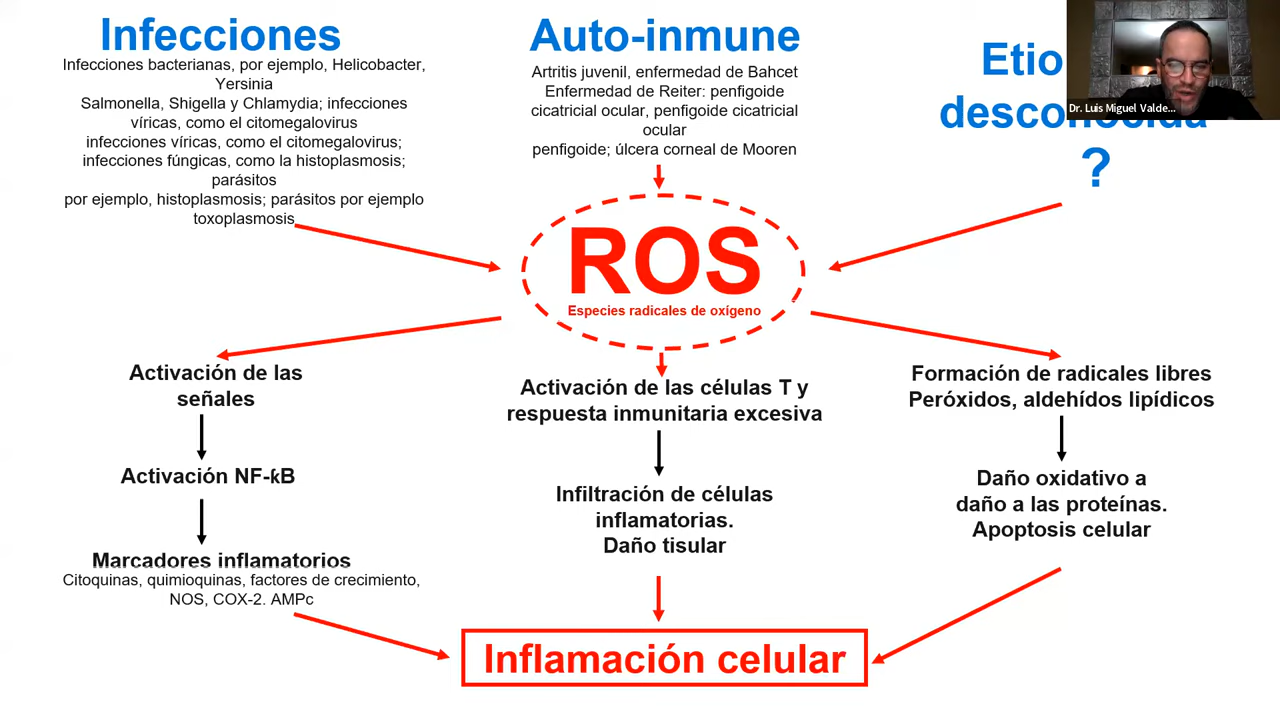 Infecciones
Infecciones bacterianas, por ejemplo, Helicobacter,
Yersinia
Salmonella, Shigella y Chlamydia; infecciones
víricas, como el citomegalovirus
infecciones víricas, como el citomegalovirus;
infecciones fúngicas, como la histoplasmosis;
parásitos
por ejemplo, histoplasmosis; parásitos por ejemplo
toxoplasmosis
Auto-inmune
Artritis juvenil, enfermedad de Bahcet
Enfermedad de Reiter: penfigoide
cicatricial ocular, penfigoide cicatricial
ocular
penfigoide; úlcera corneal de Mooren
Etio
desconocida
?
Dr. Luis Miguel Valde...
ROS
Especies radicales de oxígeno
Activación de las
señales
Activación NF-kB
Marcadores inflamatorios
Citoquinas, quimioquinas, factores de crecimiento,
NOS, COX-2. AMPc
Activación de las células T y
respuesta inmunitaria excesiva
Infiltración de células
inflamatorias.
Daño tisular
Formación de radicales libres
Peróxidos, aldehídos lipídicos
Daño oxidativo a
daño a las proteínas.
Apoptosis celular
Inflamación celular